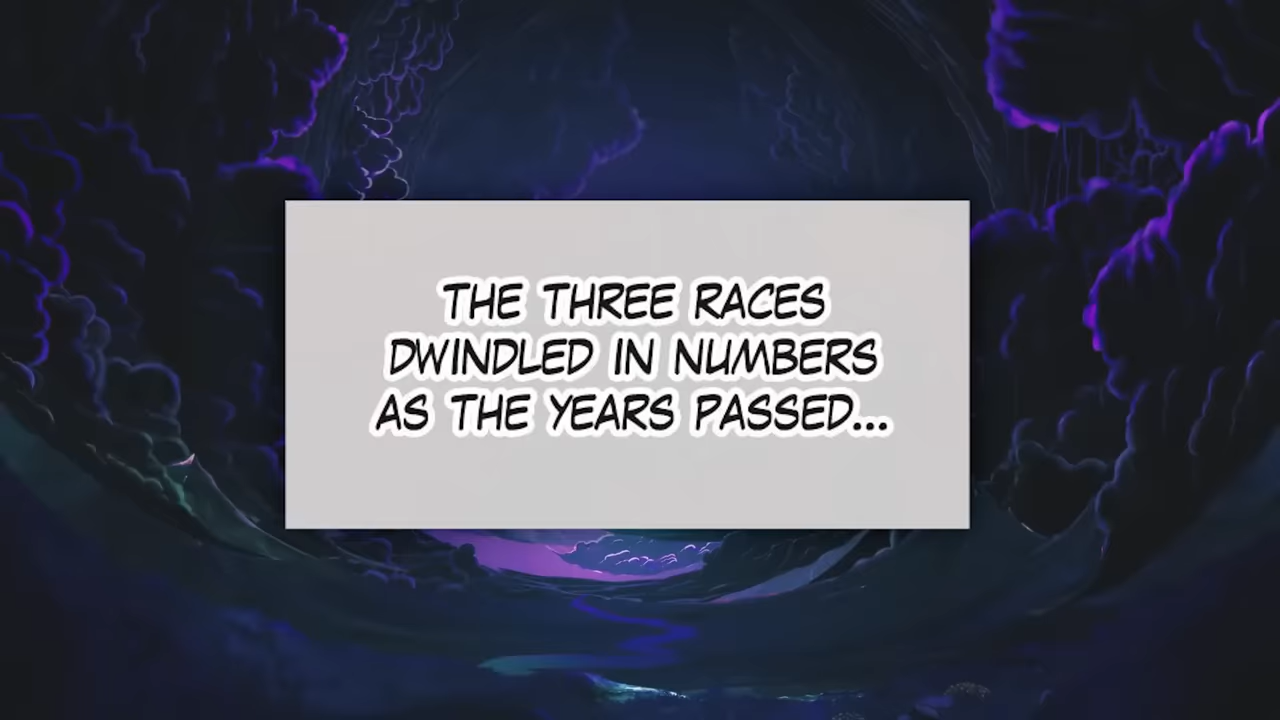 THE THREE RACES
DWINDLED IN NUMBERS
AS THE YEARS PASSED...